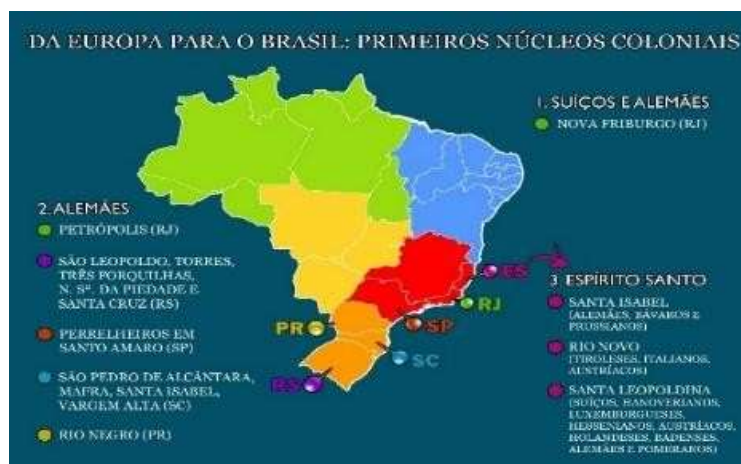 DA EUROPA PARA O BRASIL: PRIMEIROS NÚCLEOS COLONIAIS
1. SUÍÇOS E ALEMÃES
NOVA FRIBURGO (RJ)
2. ALEMÃES
PETRÓPOLIS (RJ)
SÃO LEOPOLDO, TORRES,
TRÊS FORQUILHAS,
N. Sª. DA PIEDADE E
SANTA CRUZ (RS)
PERRELHEIROS EM
SANTO AMARO (SP)
SÃO PEDRO DE ALCÂNTARA,
MAFRA, SANTA ISABEL,
VARGEM ALTA (SC)
RIO NEGRO (PR)
ES
RJ
SP
PR
SC
RS
3. ESPÍRITO SANTO
SANTA ISABEL
(ALEMÃES, BÁVAROS E
PRUSSIANOS)
RIO NOVO
(TIROLESES, ITALIANOS,
AUSTRÍACOS)
SANTA LEOPOLDINA
(SUÍÇOS, HANOVERIANOS,
LUXEMBURGUESES,
HESSENIANOS, AUSTRÍACOS,
HOLANDESES, BADENSES,
ALEMÃES E POMERANOS)